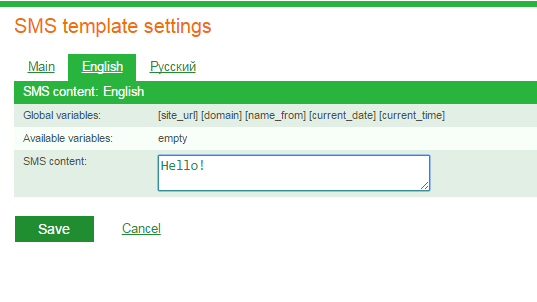 SMS template settings
Main English Русский
SMS content: English
Global variables: [site_url] [domain] [name_from] [current_date] [current_time]
Available variables: empty
SMS content: Hello!
Save Cancel